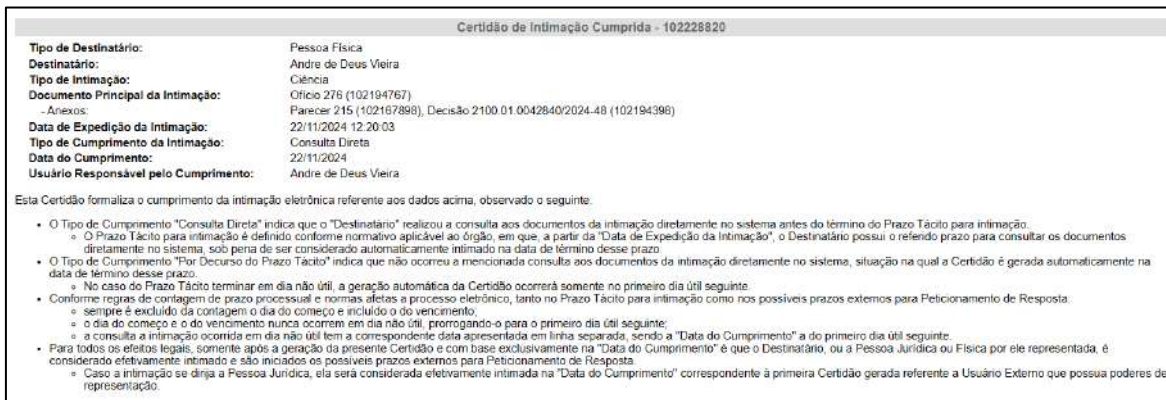 Certidão de Intimação Cumprida - 102228820
Tipo de Destinatário: Pessoa Física
Destinatário: Andre de Deus Vieira
Tipo de Intimação: Ciência
Documento Principal da Intimação: Ofício 276 (102194767)
- Anexos: Parecer 215 (102167898), Decisão 2100.01.0042840/2024-48 (102194398)
Data de Expedição da Intimação: 22/11/2024 12:20:03
Tipo de Cumprimento da Intimação: Consulta Direta
Data do Cumprimento: 22/11/2024
Usuário Responsável pelo Cumprimento: Andre de Deus Vieira
Esta Certidão formaliza o cumprimento da intimação eletrônica referente aos dados acima, observado o seguinte:
• O Tipo de Cumprimento "Consulta Direta" indica que o "Destinatário" realizou a consulta aos documentos da intimação diretamente no sistema antes do término do Prazo Tácito para intimação.
○ O Prazo Tácito para intimação é definido conforme normativo aplicável ao órgão, em que, a partir da "Data de Expedição da Intimação", o Destinatário possui o referido prazo para consultar os documentos
diretamente no sistema, sob pena de ser considerado automaticamente intimado na data de término desse prazo.
• O Tipo de Cumprimento "Por Decurso do Prazo Tácito" indica que não ocorreu a mencionada consulta aos documentos da intimação diretamente no sistema, situação na qual a Certidão é gerada automaticamente na
data de término desse prazo.
○ No caso do Prazo Tácito terminar em dia não útil, a geração automática da Certidão ocorrerá somente no primeiro dia útil seguinte.
• Conforme regras de contagem de prazo processual e normas afetas a processo eletrônico, tanto no Prazo Tácito para intimação como nos possíveis prazos externos para Peticionamento de Resposta:
○ sempre é excluído da contagem o dia do começo e incluído o do vencimento;
○ o dia do começo e o do vencimento nunca ocorrem em dia não útil, prorrogando-o para o primeiro dia útil seguinte;
○ a consulta a intimação ocorrida em dia não útil tem a correspondente data apresentada em linha separada, sendo a "Data do Cumprimento" a do primeiro dia útil seguinte.
• Para todos os efeitos legais, somente após a geração da presente Certidão e com base exclusivamente na "Data do Cumprimento" é que o Destinatário, ou a Pessoa Jurídica ou Física por ele representada, é
considerado efetivamente intimado e são iniciados os possíveis prazos externos para Peticionamento de Resposta.
○ Caso a intimação se dirija a Pessoa Jurídica, ela será considerada efetivamente intimada na "Data do Cumprimento" correspondente à primeira Certidão gerada referente a Usuário Externo que possua poderes de
representação.